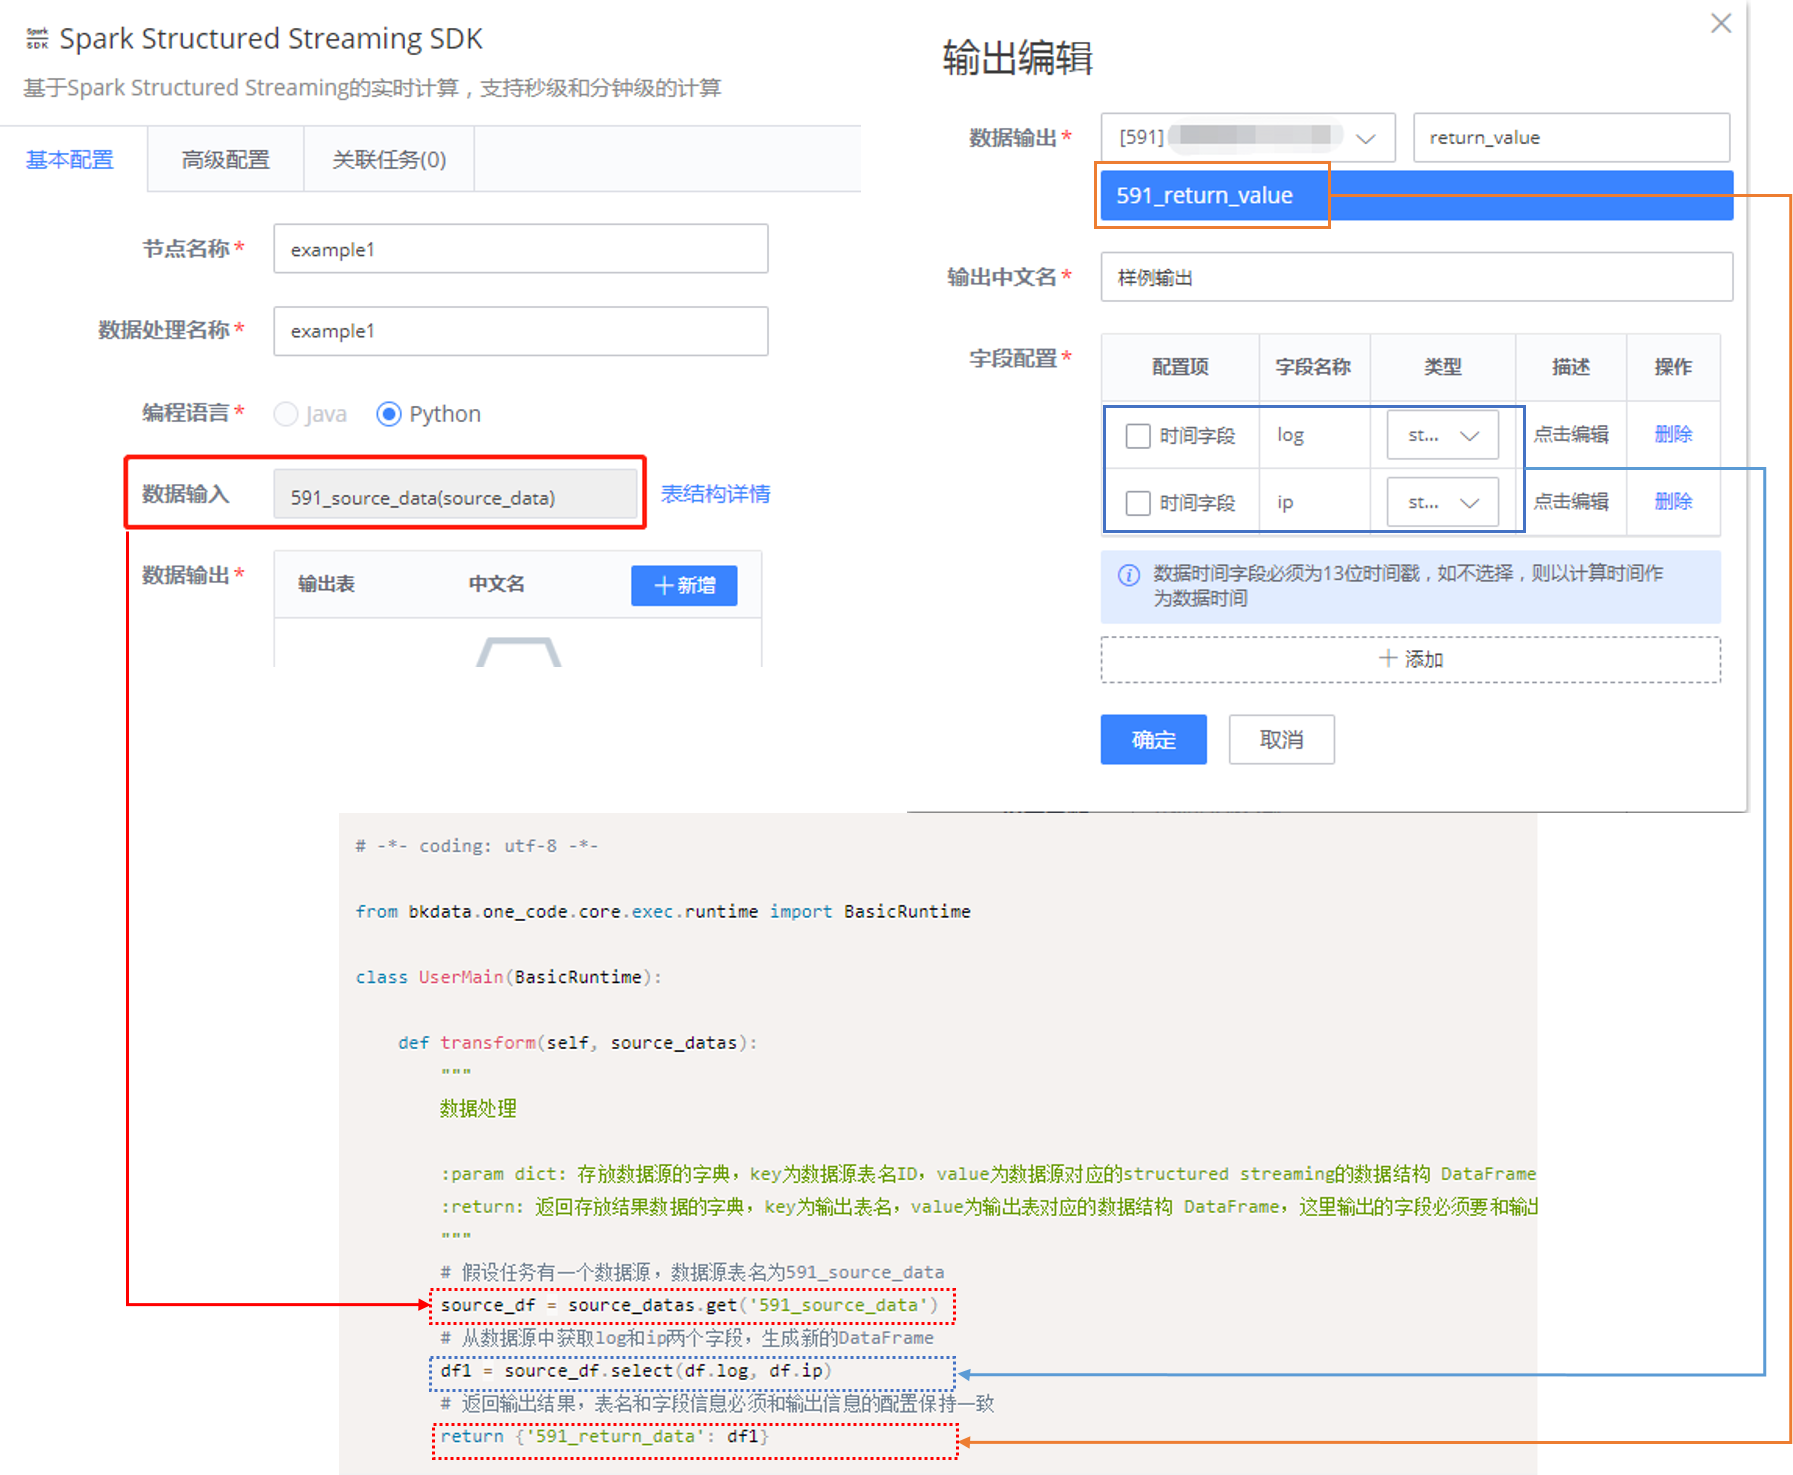 Spark SDK
Spark Structured Streaming SDK
基于Spark Structured Streaming的实时计算，支持秒级和分钟级的计算
基本配置
高级配置
关联任务(0)
节点名称*
example1
数据处理名称*
example1
编程语言*
Java
Python
数据输入
591_source_data(source_data)
表结构详情
数据输出*
输出表
中文名
＋新增
输出编辑
数据输出*
[591]
return_value
591_return_value
输出中文名*
样例输出
字段配置*
配置项
字段名称
类型
描述
操作
时间字段
log
st...
点击编辑
删除
时间字段
ip
st...
点击编辑
删除
数据时间字段必须为13位时间戳，如不选择，则以计算时间作
为数据时间
＋添加
确定
取消
# -*- coding: utf-8 -*-
from bkdata.one_code.core.exec.runtime import BasicRuntime
class UserMain(BasicRuntime):
def transform(self, source_datas):
"""
数据处理
:param dict: 存放数据源的字典，key为数据源表名ID，value为数据源对应的structured streaming的数据结构 DataFrame
:return: 返回存放结果数据的字典，key为输出表名，value为输出表对应的数据结构 DataFrame，这里输出的字段必须要和输出
"""
# 假设任务有一个数据源，数据源表名为591_source_data
source_df = source_datas.get('591_source_data')
# 从数据源中获取log和ip两个字段，生成新的DataFrame
df1 = source_df.select(df.log, df.ip)
# 返回输出结果，表名和字段信息必须和输出信息的配置保持一致
return {'591_return_data': df1}